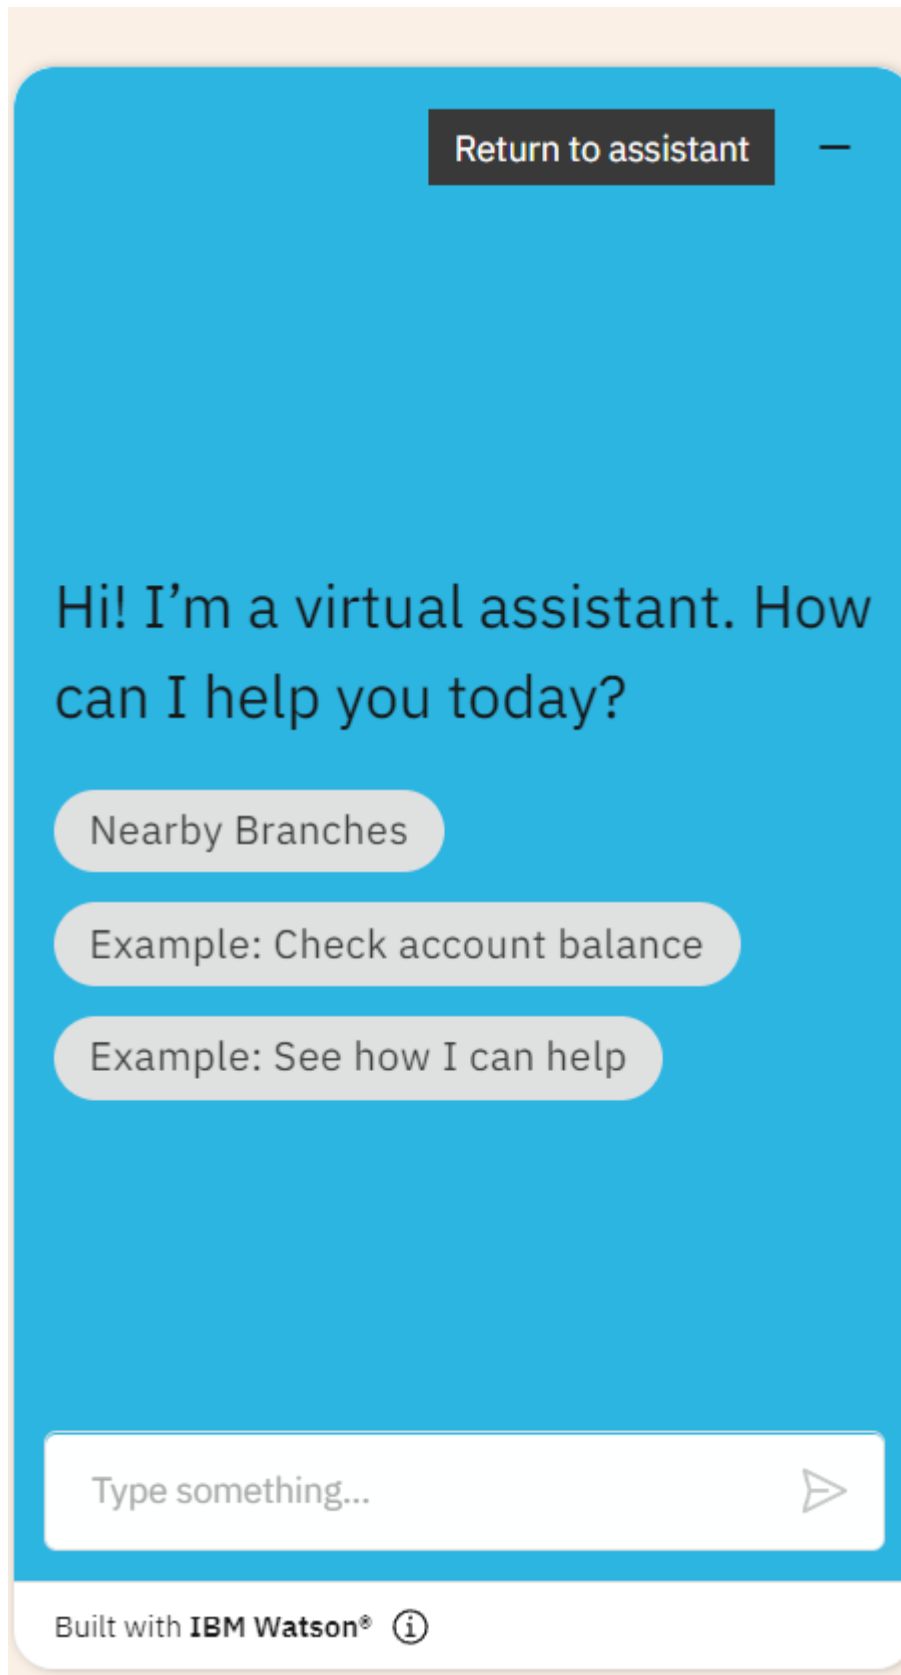 Return to assistant
Hi! I’m a virtual assistant. How
can I help you today?
Nearby Branches
Example: Check account balance
Example: See how I can help
Type something...
Built with IBM Watson®